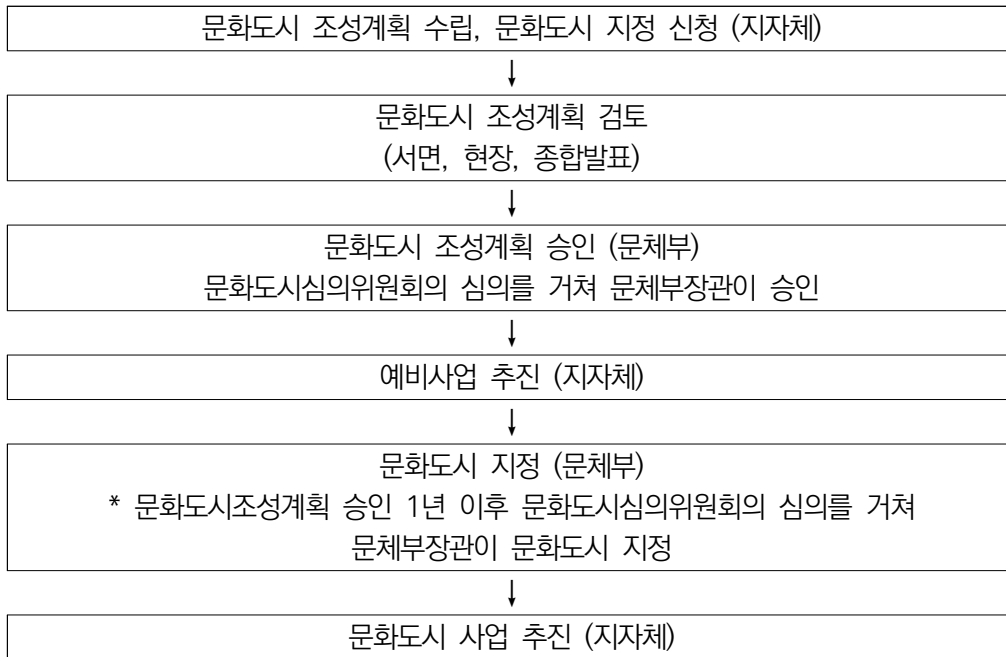 문화도시 조성계획 수립, 문화도시 지정 신청 (지자체)
문화도시 조성계획 검토
(서면, 현장, 종합발표)
문화도시 조성계획 승인 (문체부)
문화도시심의위원회의 심의를 거쳐 문체부장관이 승인
예비사업 추진 (지자체)
문화도시 지정 (문체부)
* 문화도시조성계획 승인 1년 이후 문화도시심의위원회의 심의를 거쳐
문체부장관이 문화도시 지정
문화도시 사업 추진 (지자체)